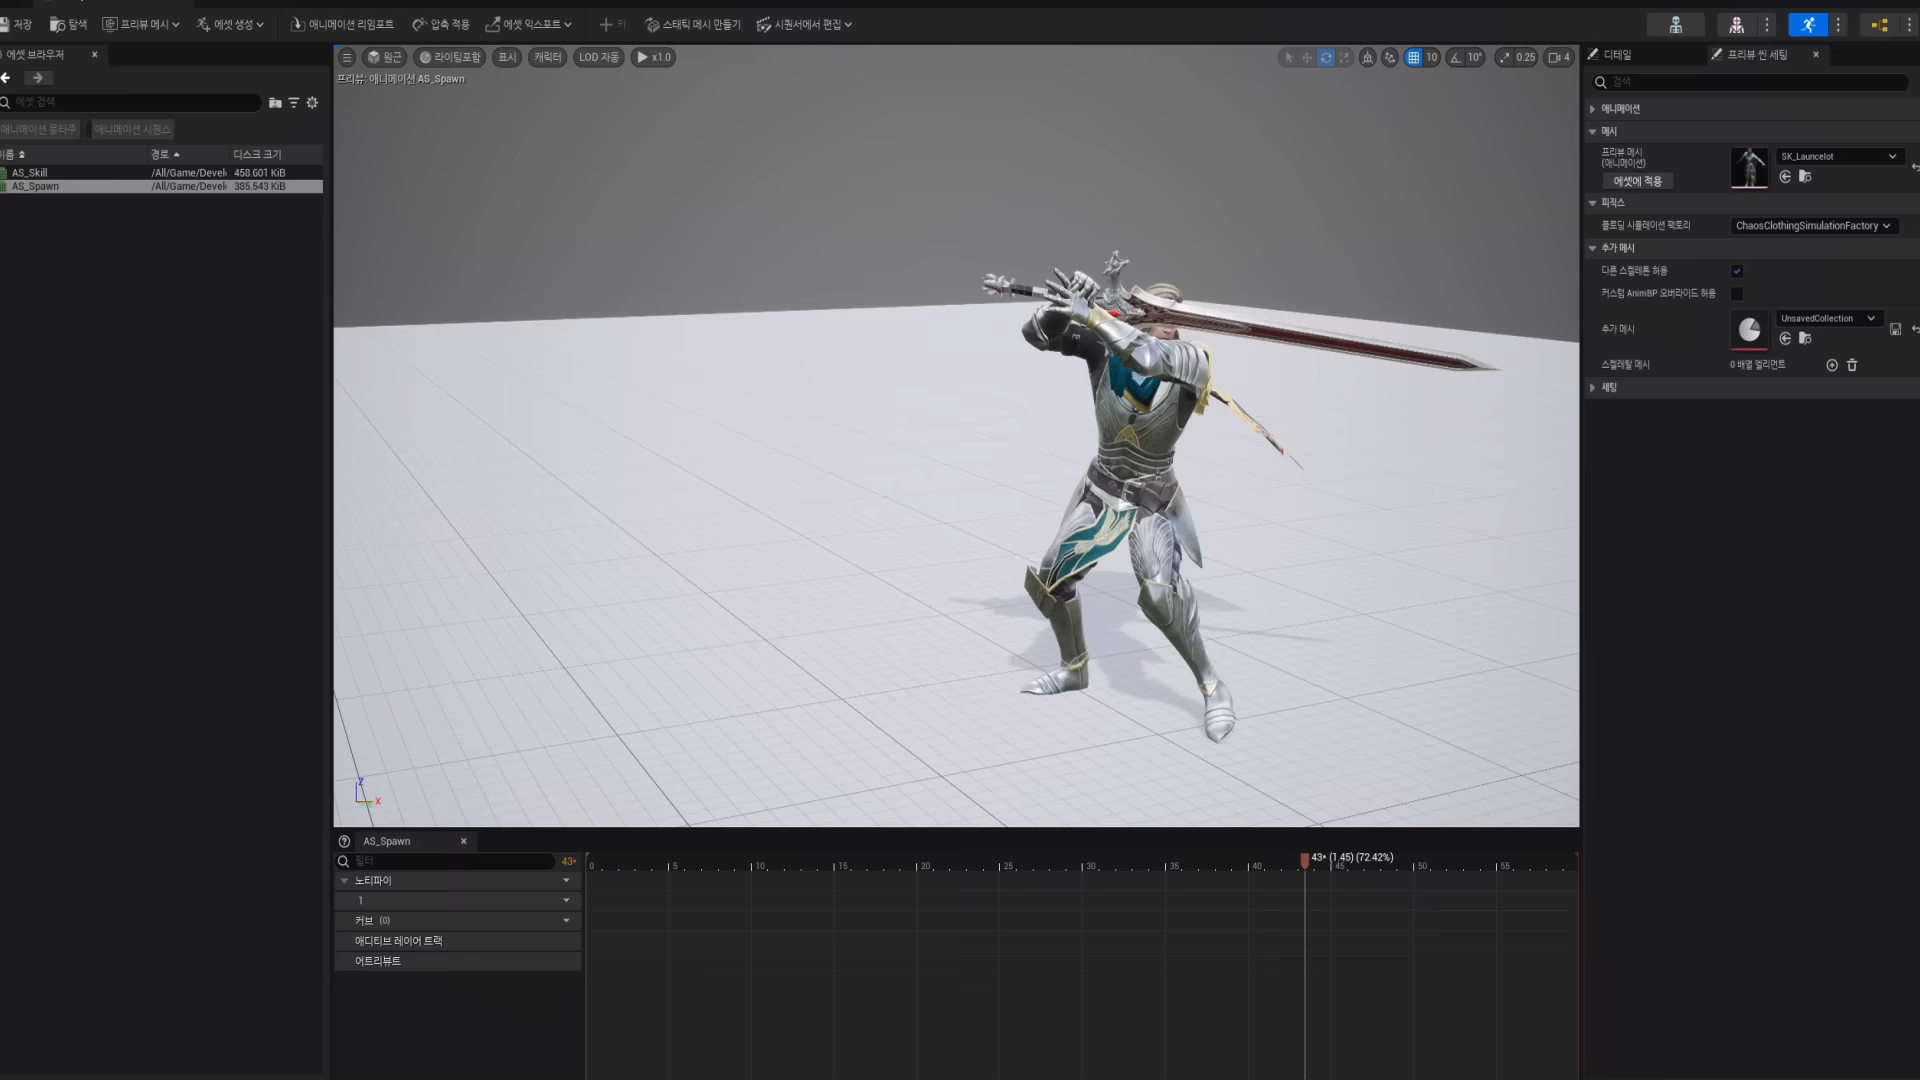 저장 탐색 프리뷰 메시 에셋 생성 애니메이션 리임포트 압축 적용 에셋 익스포트 키 스태틱 메시 만들기 시퀀서에서 편집
에셋 브라우저
에셋 검색
애니메이션 몽타주 애니메이션 시퀀스
이름 경로 디스크 크기
AS_Skill /All/Game/Devel 458.601 KiB
AS_Spawn /All/Game/Devel 385.543 KiB
원근 라이팅포함 표시 캐릭터 LOD 자동 x1.0 10 10° 0.25 4
프리뷰: 애니메이션 AS_Spawn
Z
X
AS_Spawn
필터 43*
0 5 10 15 20 25 30 35 40 45 50 55
43* (1.45) (72.42%)
노티파이
1
커브 (0)
애디티브 레이어 트랙
어트리뷰트
디테일 프리뷰 씬 세팅
검색
애니메이션
메시
프리뷰 메시
(애니메이션)
SK_Launcelot
에셋에 적용
피직스
클로딩 시뮬레이션 팩토리 ChaosClothingSimulationFactory
추가 메시
다른 스켈레톤 허용
커스텀 AnimBP 오버라이드 허용
추가 메시 UnsavedCollection
스켈레탈 메시 0 배열 엘리먼트
세팅